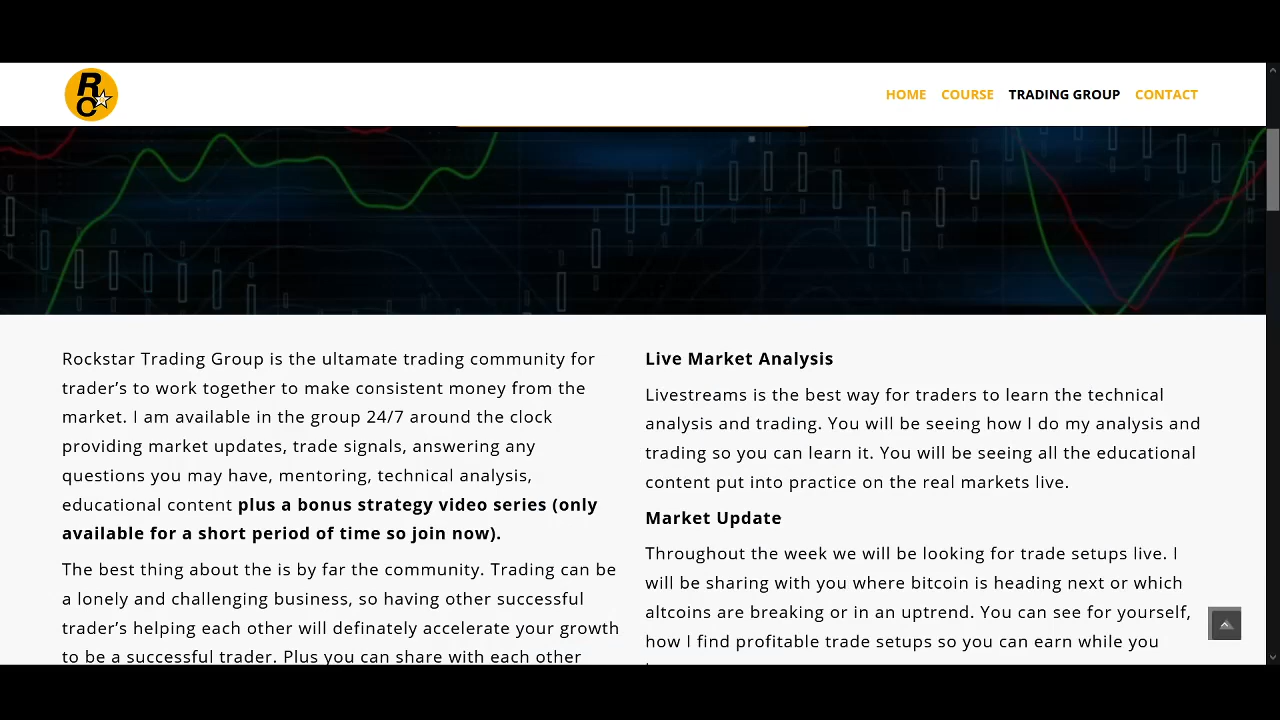 RC
HOME COURSE TRADING GROUP CONTACT
Rockstar Trading Group is the ultamate trading community for
trader’s to work together to make consistent money from the
market. I am available in the group 24/7 around the clock
providing market updates, trade signals, answering any
questions you may have, mentoring, technical analysis,
educational content plus a bonus strategy video series (only
available for a short period of time so join now).
The best thing about the is by far the community. Trading can be
a lonely and challenging business, so having other successful
trader’s helping each other will definately accelerate your growth
to be a successful trader. Plus you can share with each other
Live Market Analysis
Livestreams is the best way for traders to learn the technical
analysis and trading. You will be seeing how I do my analysis and
trading so you can learn it. You will be seeing all the educational
content put into practice on the real markets live.
Market Update
Throughout the week we will be looking for trade setups live. I
will be sharing with you where bitcoin is heading next or which
altcoins are breaking or in an uptrend. You can see for yourself,
how I find profitable trade setups so you can earn while you